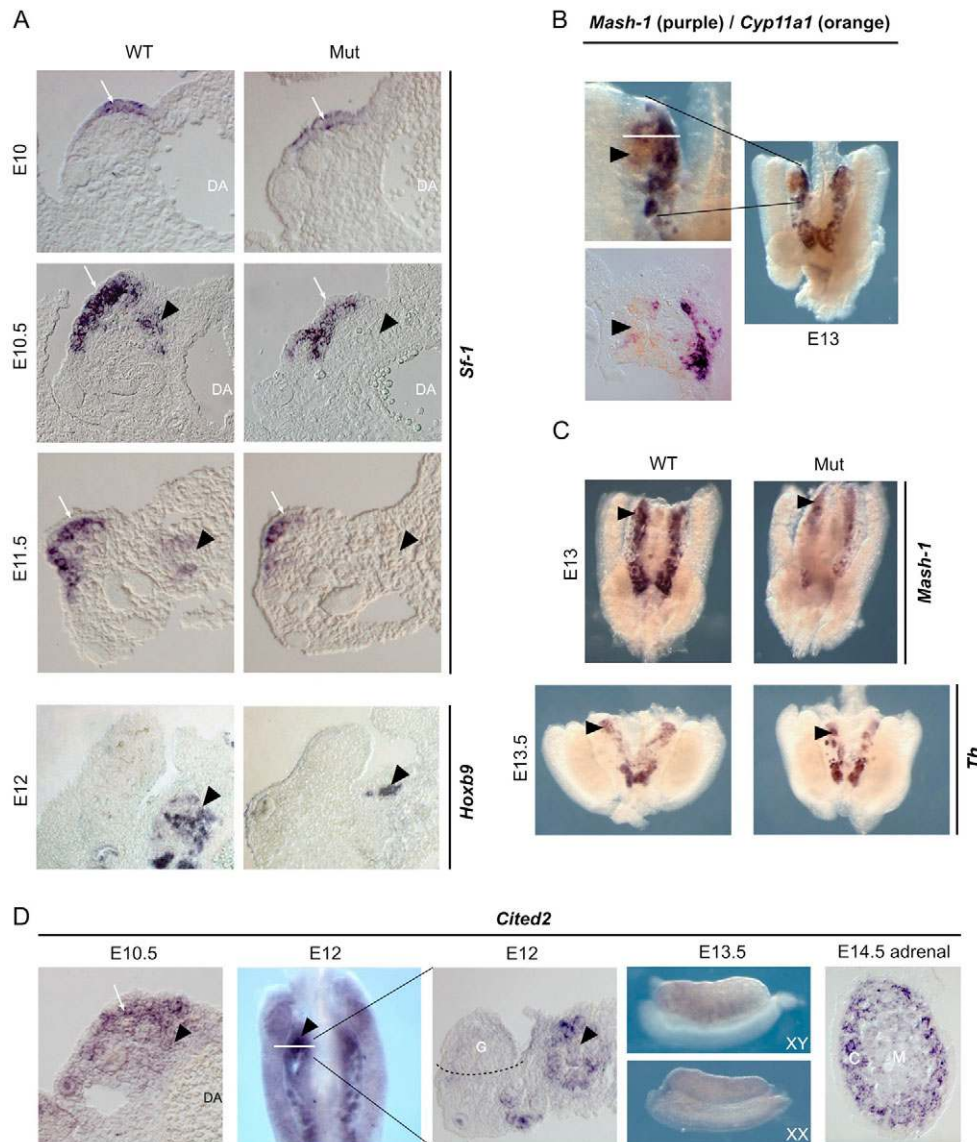 A
WT Mut
E10
DA DA
E10.5
DA DA
Sf-1
E11.5
E12
Hoxb9
B
Mash-1 (purple) / Cyp11a1 (orange)
E13
C
WT Mut
E13
Mash-1
E13.5
Th
D
Cited2
E10.5 E12 E12 E13.5 E14.5 adrenal
DA
G
XY
XX
C M